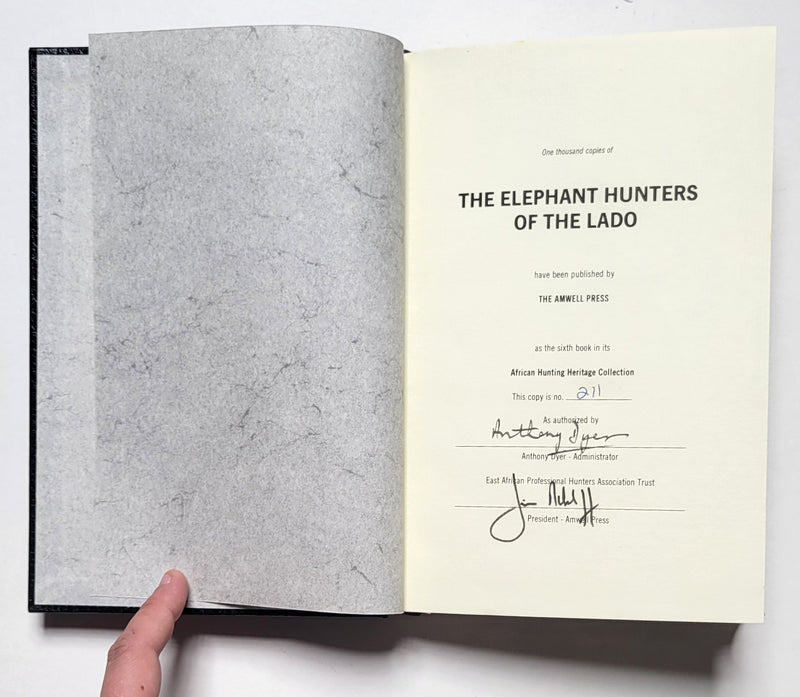 One thousand copies of
THE ELEPHANT HUNTERS
OF THE LADO
have been published by
THE AMWELL PRESS
as the sixth book in its
African Hunting Heritage Collection
This copy is no. 271
As authorized by
Anthony Dyer
Anthony Dyer - Administrator
East African Professional Hunters Association Trust
Jim
President - Amwell Press